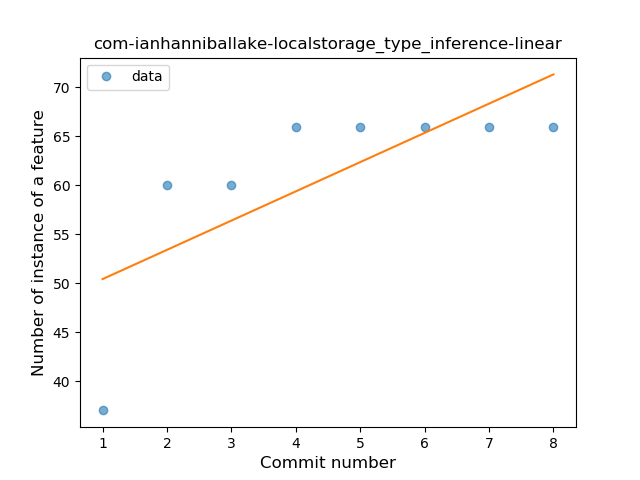 com-ianhanniballake-localstorage_type_inference-linear
data
Number of instance of a feature
70
65
60
55
50
45
40
1 2 3 4 5 6 7 8
Commit number